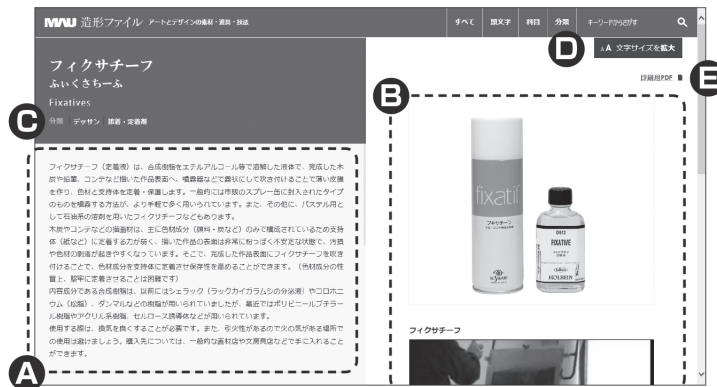 MAU 造形ファイル アートとデザインの素材・道具・技法
すべて 頭文字 科目 分類 キーワードからさがす
D
AA 文字サイズを拡大
印刷用PDF
E
フィクサチーフ
ふぃくさちーふ
Fixatives
C
分類 デッサン 接着・定着剤
B
フィクサチーフ（定着液）は、合成樹脂をエチルアルコール等で溶解した液体で、完成した木
炭や鉛筆、コンテなど描いた作品表面へ、噴霧器などで霧状にして吹き付けることで薄い皮膜
を作り、色材と支持体を定着・保護します。一般的には市販のスプレー缶に封入されたタイプ
のものを噴霧する方法が、より手軽で多く用いられています。また、その他に、パステル用と
して石油系の溶剤を用いたフィクサチーフなどもあります。
木炭やコンテなどの描画材は、主に色材成分（顔料・炭など）のみで構成されているため支持
体（紙など）に定着する力が弱く、描いた作品の表面は非常に粉っぽく不安定な状態で、汚損
や色材の剥落が起きやすくなっています。そこで、完成した作品表面にフィクサチーフを吹き
付けることで、色材成分を支持体に定着させ保存性を高めることができます。（色材成分の性
質上、堅牢に定着させることは困難です）
内容成分である合成樹脂は、以前にはシェラック（ラックカイガラムシの分泌液）やコロホニ
ウム（松脂）、ダンマルなどの樹脂が用いられていましたが、最近ではポリビニールブチラー
ル樹脂やアクリル系樹脂、セルロース誘導体などが用いられています。
使用する際は、換気を良くすることが必要です。また、引火性があるので火の気がある場所で
の使用は避けましょう。購入先については、一般的な画材店や文房具店などで手に入れること
ができます。
A
fixatif
フキサチーフ
0512
FIXATIVE
HOLBEIN
フィクサチーフ